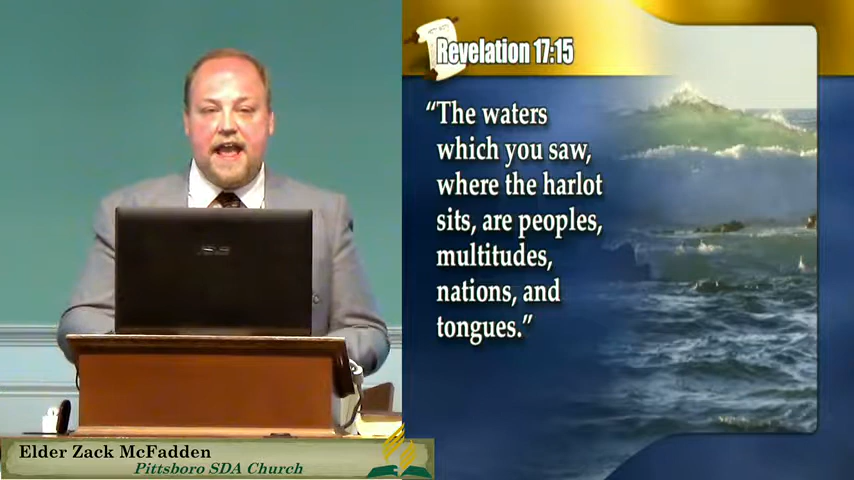 Revelation 17:15
“The waters
which you saw,
where the harlot
sits, are peoples,
multitudes,
nations, and
tongues.”
Elder Zack McFadden
Pittsboro SDA Church